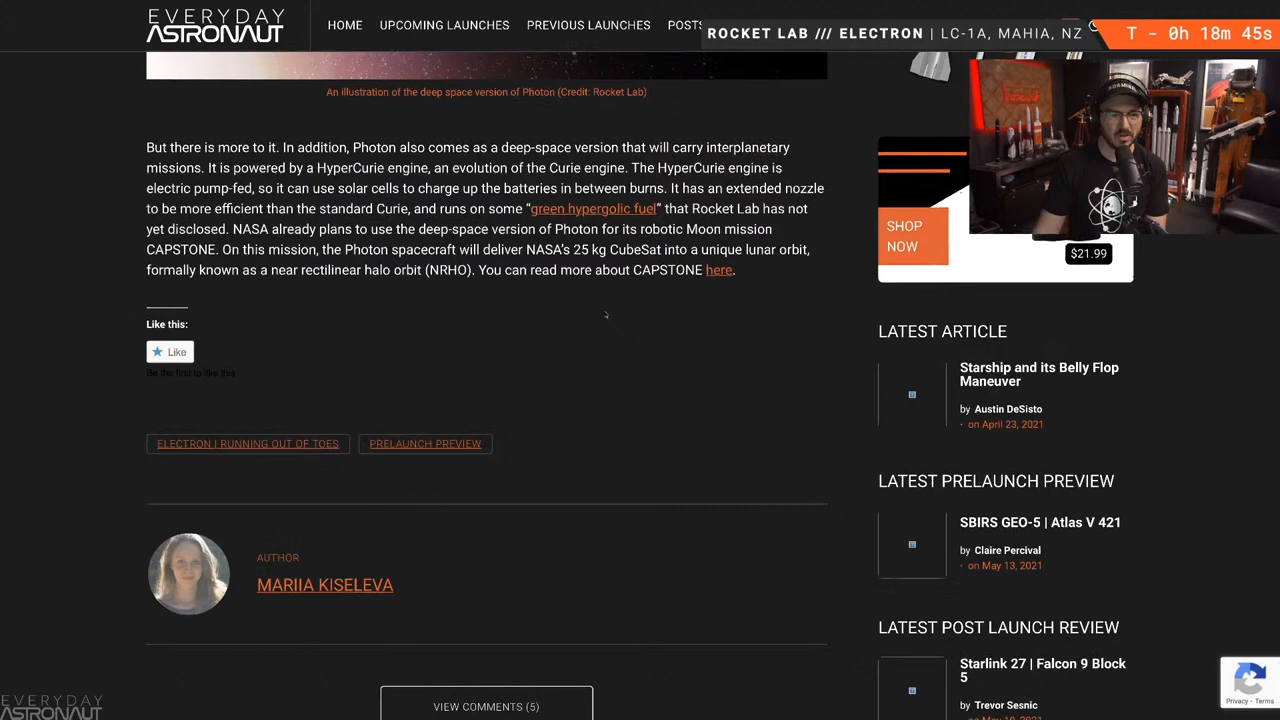 EVERYDAY
ASTRONAUT
HOME
UPCOMING LAUNCHES
PREVIOUS LAUNCHES
POSTS
ROCKET LAB /// ELECTRON | LC-1A, MAHIA, NZ
T - 0h 18m 45s
An illustration of the deep space version of Photon (Credit: Rocket Lab)
But there is more to it. In addition, Photon also comes as a deep-space version that will carry interplanetary
missions. It is powered by a HyperCurie engine, an evolution of the Curie engine. The HyperCurie engine is
electric pump-fed, so it can use solar cells to charge up the batteries in between burns. It has an extended nozzle
to be more efficient than the standard Curie, and runs on some “green hypergolic fuel” that Rocket Lab has not
yet disclosed. NASA already plans to use the deep-space version of Photon for its robotic Moon mission
CAPSTONE. On this mission, the Photon spacecraft will deliver NASA’s 25 kg CubeSat into a unique lunar orbit,
formally known as a near rectilinear halo orbit (NRHO). You can read more about CAPSTONE here.
Like this:
Like
Be the first to like this.
ELECTRON | RUNNING OUT OF TOES
PRELAUNCH PREVIEW
AUTHOR
MARIIA KISELEVA
VIEW COMMENTS (5)
SHOP
NOW
$21.99
LATEST ARTICLE
Starship and its Belly Flop
Maneuver
by Austin DeSisto
· on April 23, 2021
LATEST PRELAUNCH PREVIEW
SBIRS GEO-5 | Atlas V 421
by Claire Percival
· on May 13, 2021
LATEST POST LAUNCH REVIEW
Starlink 27 | Falcon 9 Block
5
by Trevor Sesnic
Privacy - Terms
EVERYDAY
ASTRONAUT